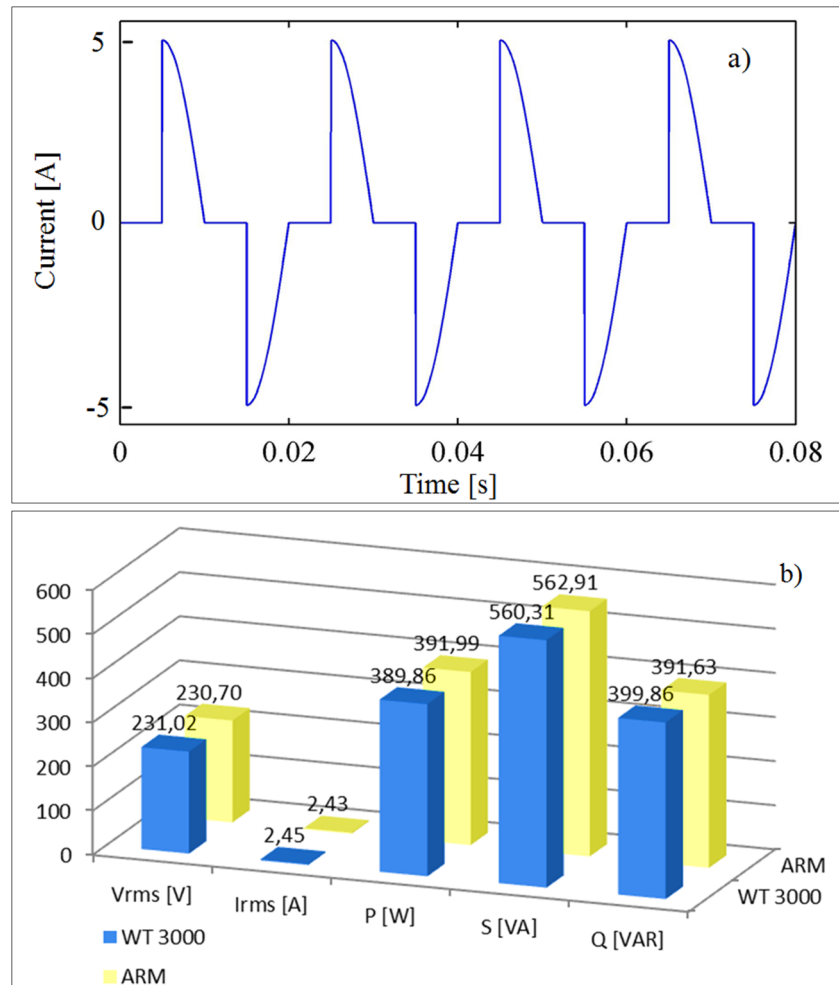 a)
5
0
-5
Current [A]
0
0.02
0.04
0.06
0.08
Time [s]
b)
600
500
400
300
200
100
0
231,02
230,70
2,45
2,43
389,86
391,99
560,31
562,91
399,86
391,63
Vrms [V]
Irms [A]
P [W]
S [VA]
Q [VAR]
ARM
WT 3000
WT 3000
ARM